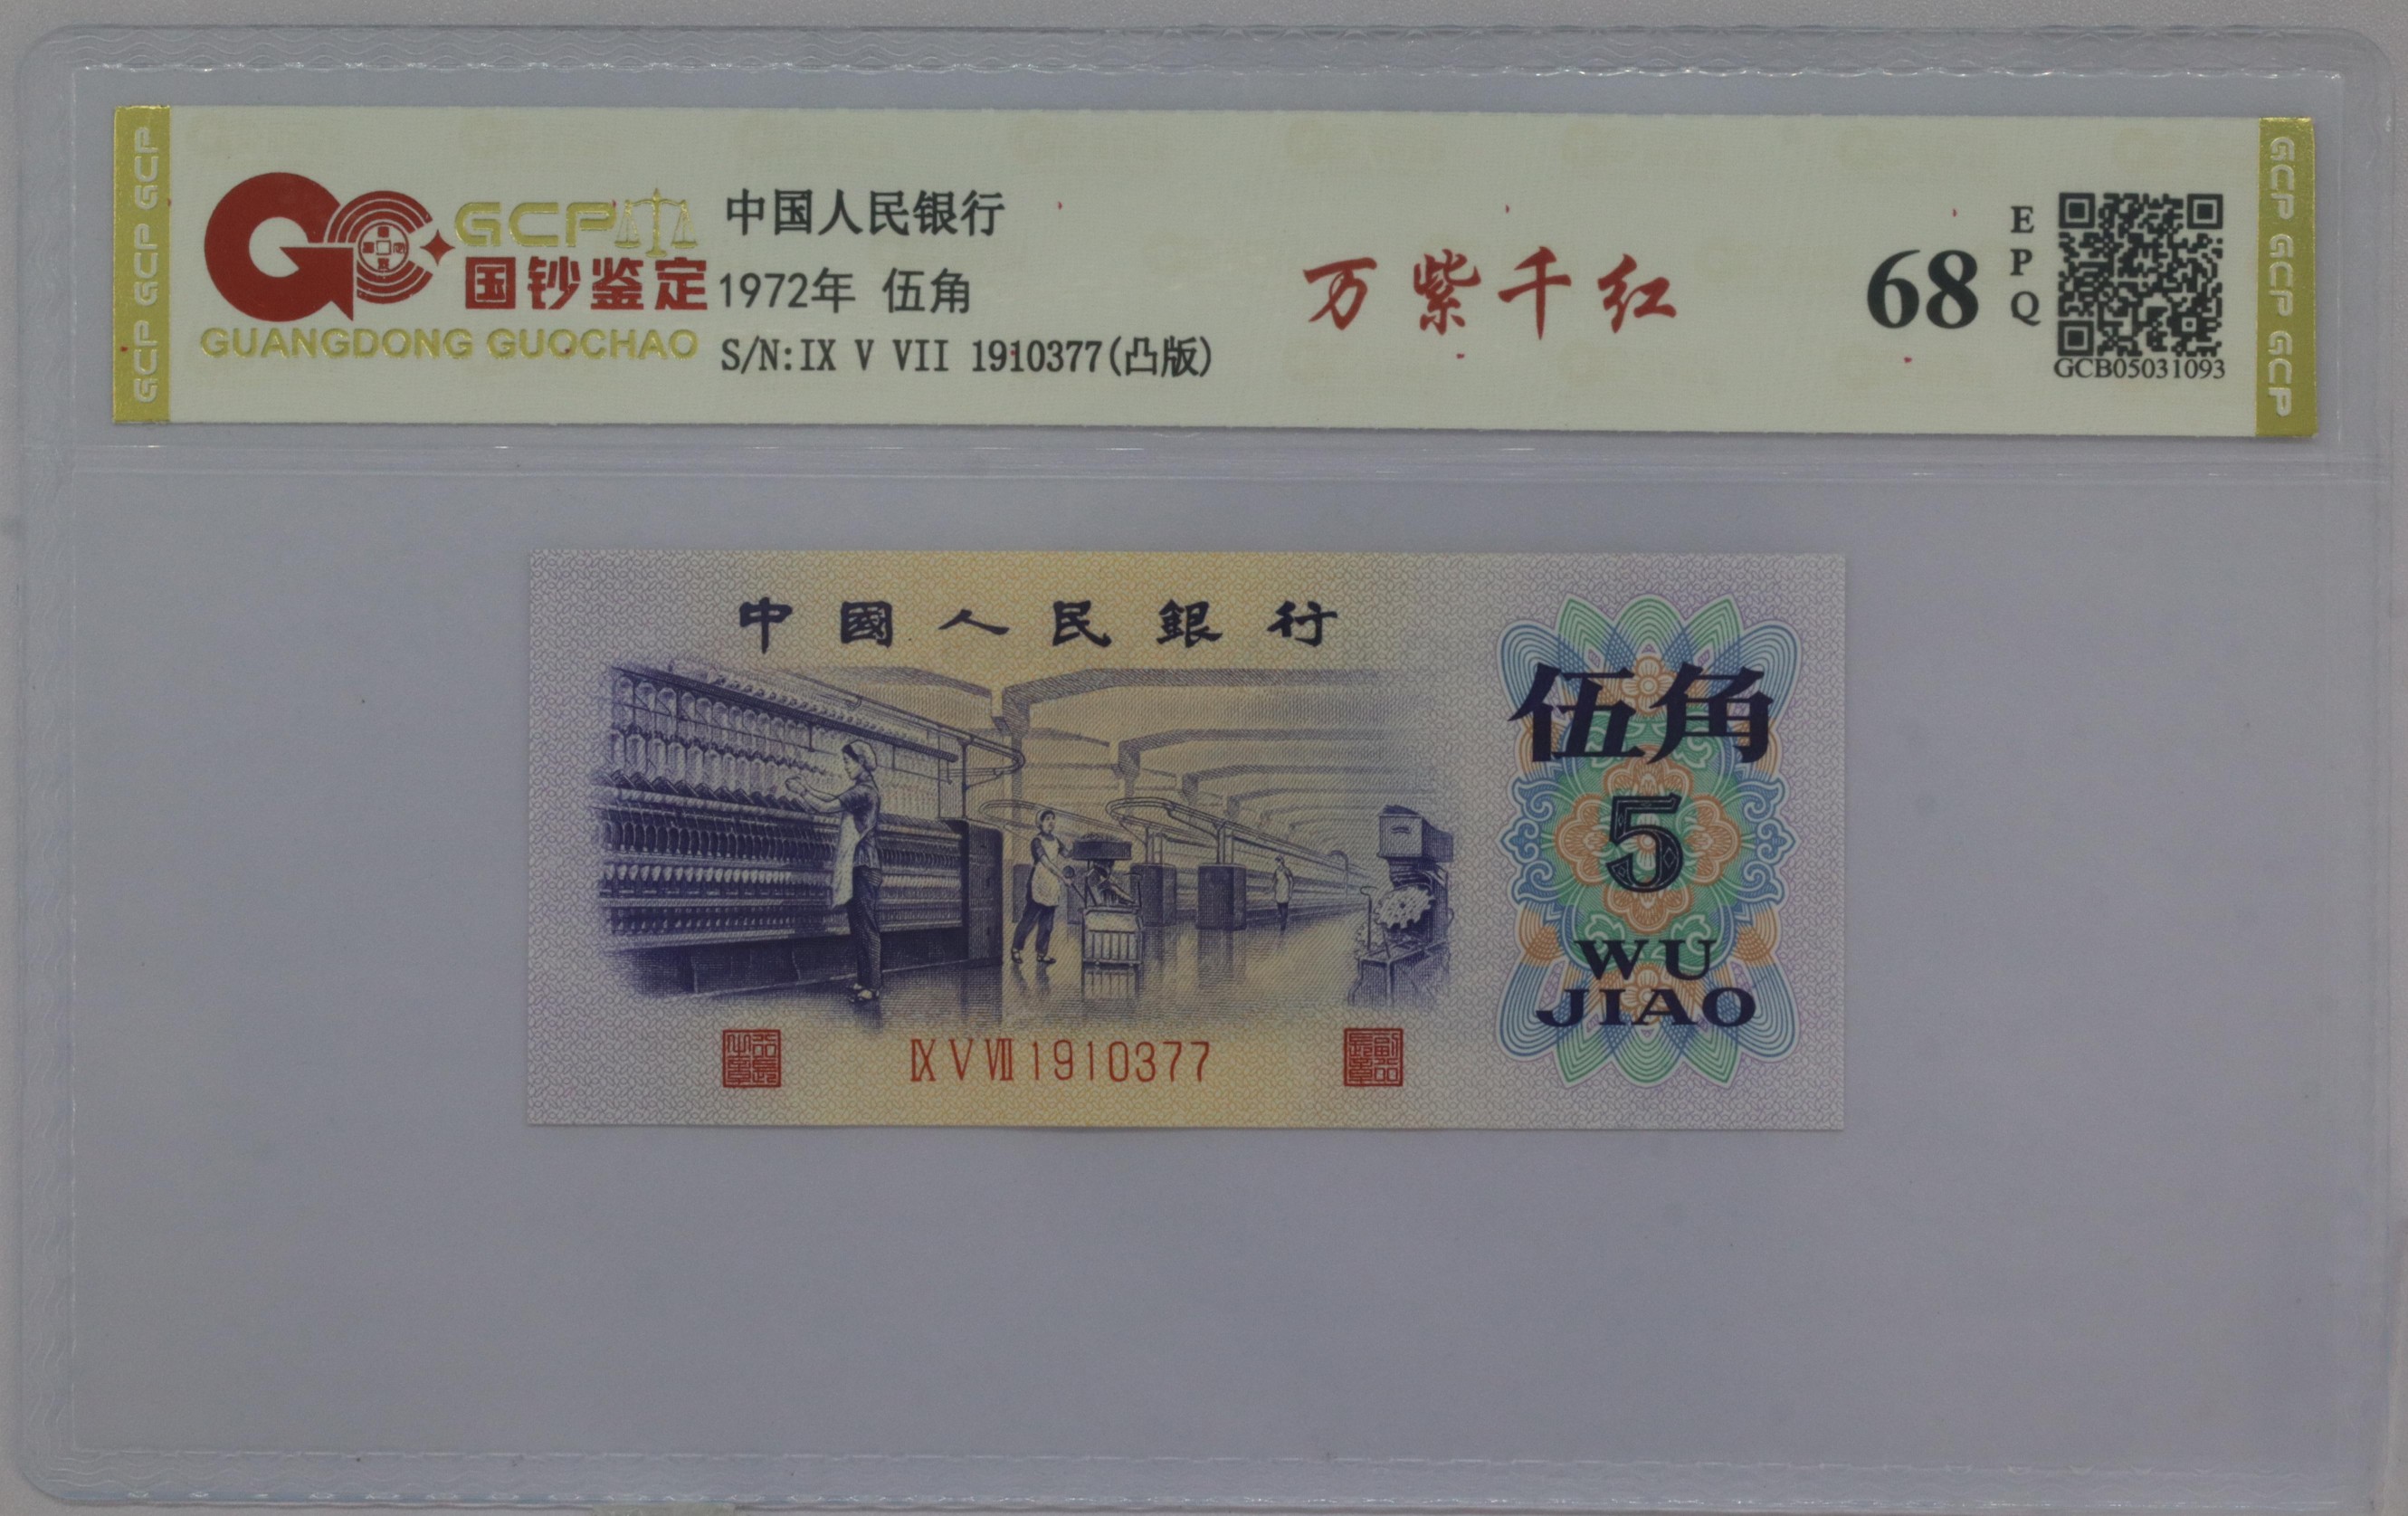 GCP
国钞鉴定
GUANGDONG GUOCHAO
中国人民银行
1972年 伍角
S/N:IX V VII 1910377(凸版)
万紫千红
68
EPQ
GCB05031093
GCP GCP GCP
GCP GCP GCP
中國人民銀行
伍角
5
WU
JIAO
IX V VII 1910377